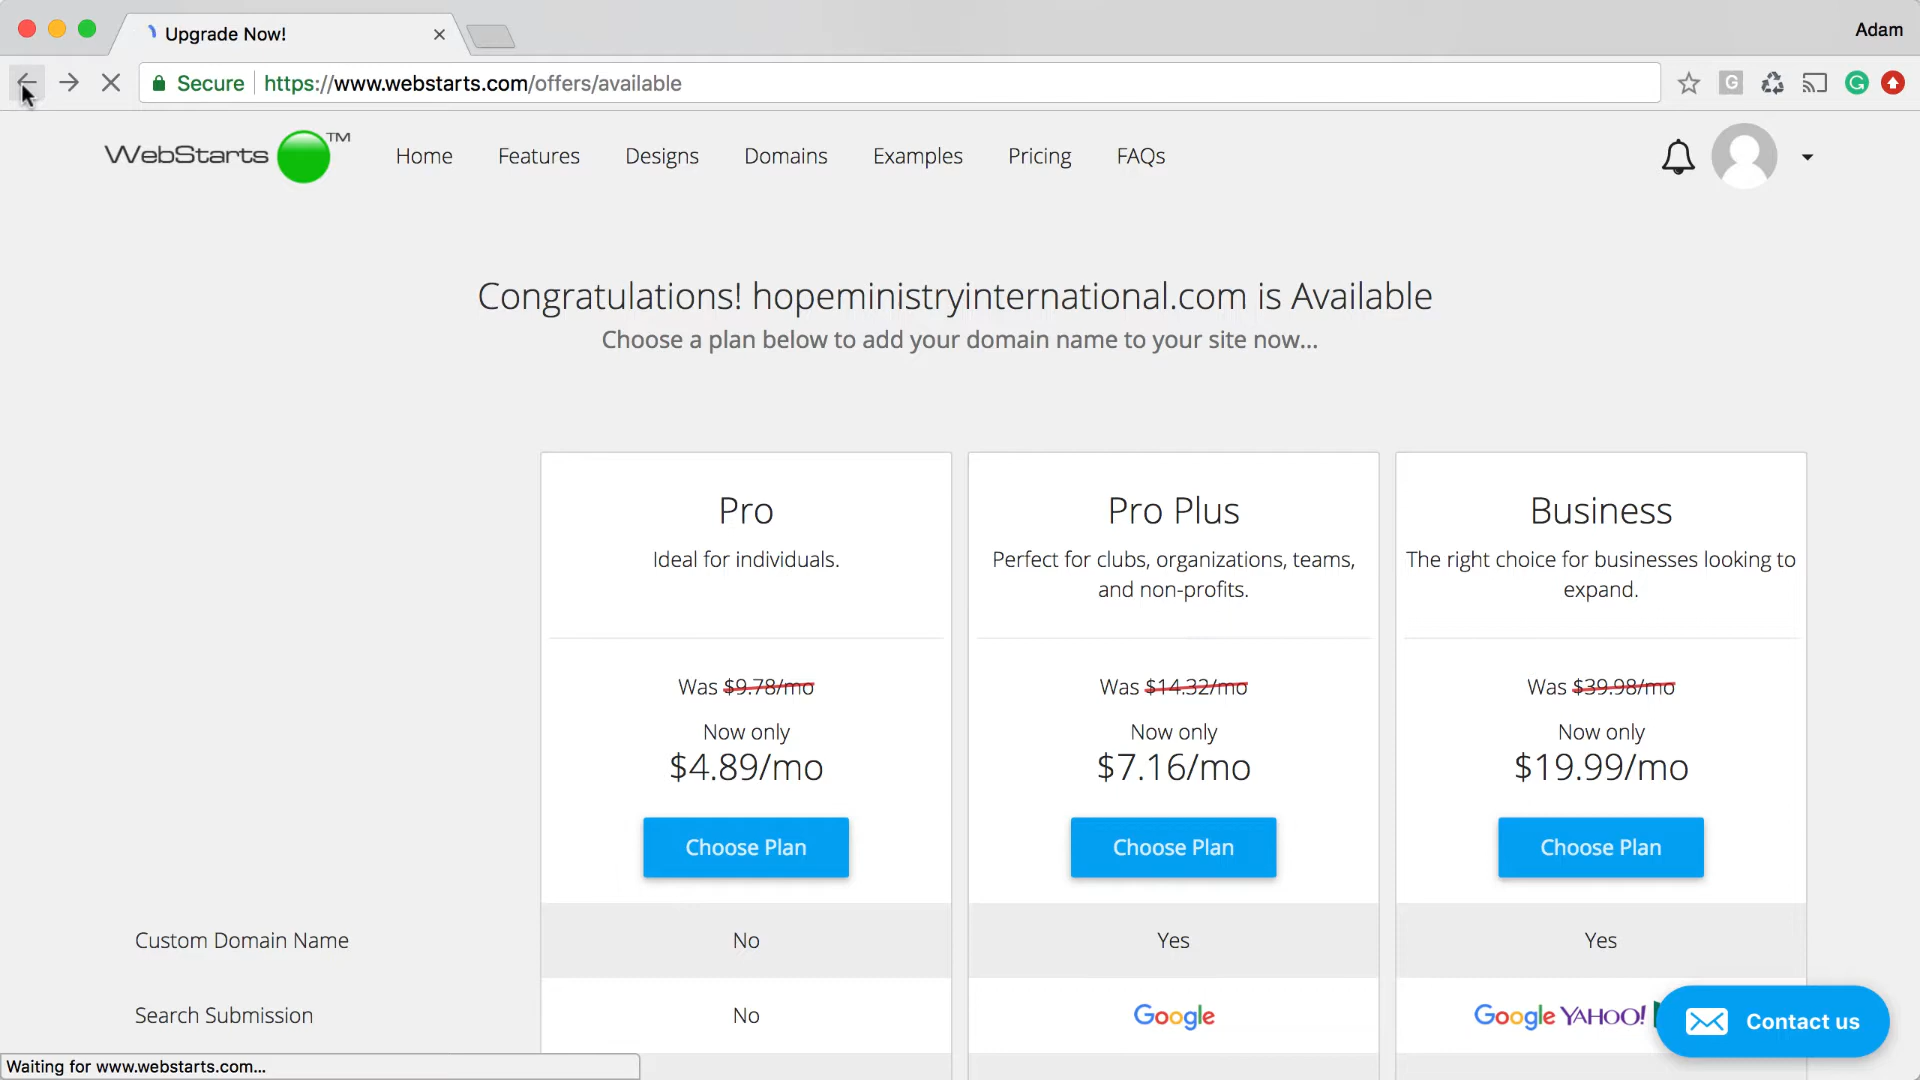 Upgrade Now!
Adam
Secure
https://www.webstarts.com/offers/available
WebStarts TM
Home
Features
Designs
Domains
Examples
Pricing
FAQs
Congratulations! hopeministryinternational.com is Available
Choose a plan below to add your domain name to your site now...
Pro
Ideal for individuals.
Was $9.78/mo
Now only
$4.89/mo
Choose Plan
Pro Plus
Perfect for clubs, organizations, teams,
and non-profits.
Was $14.32/mo
Now only
$7.16/mo
Choose Plan
Business
The right choice for businesses looking to
expand.
Was $39.98/mo
Now only
$19.99/mo
Choose Plan
Custom Domain Name
No
Yes
Yes
Search Submission
No
Google
Google YAHOO!
Contact us
Waiting for www.webstarts.com...
G
G